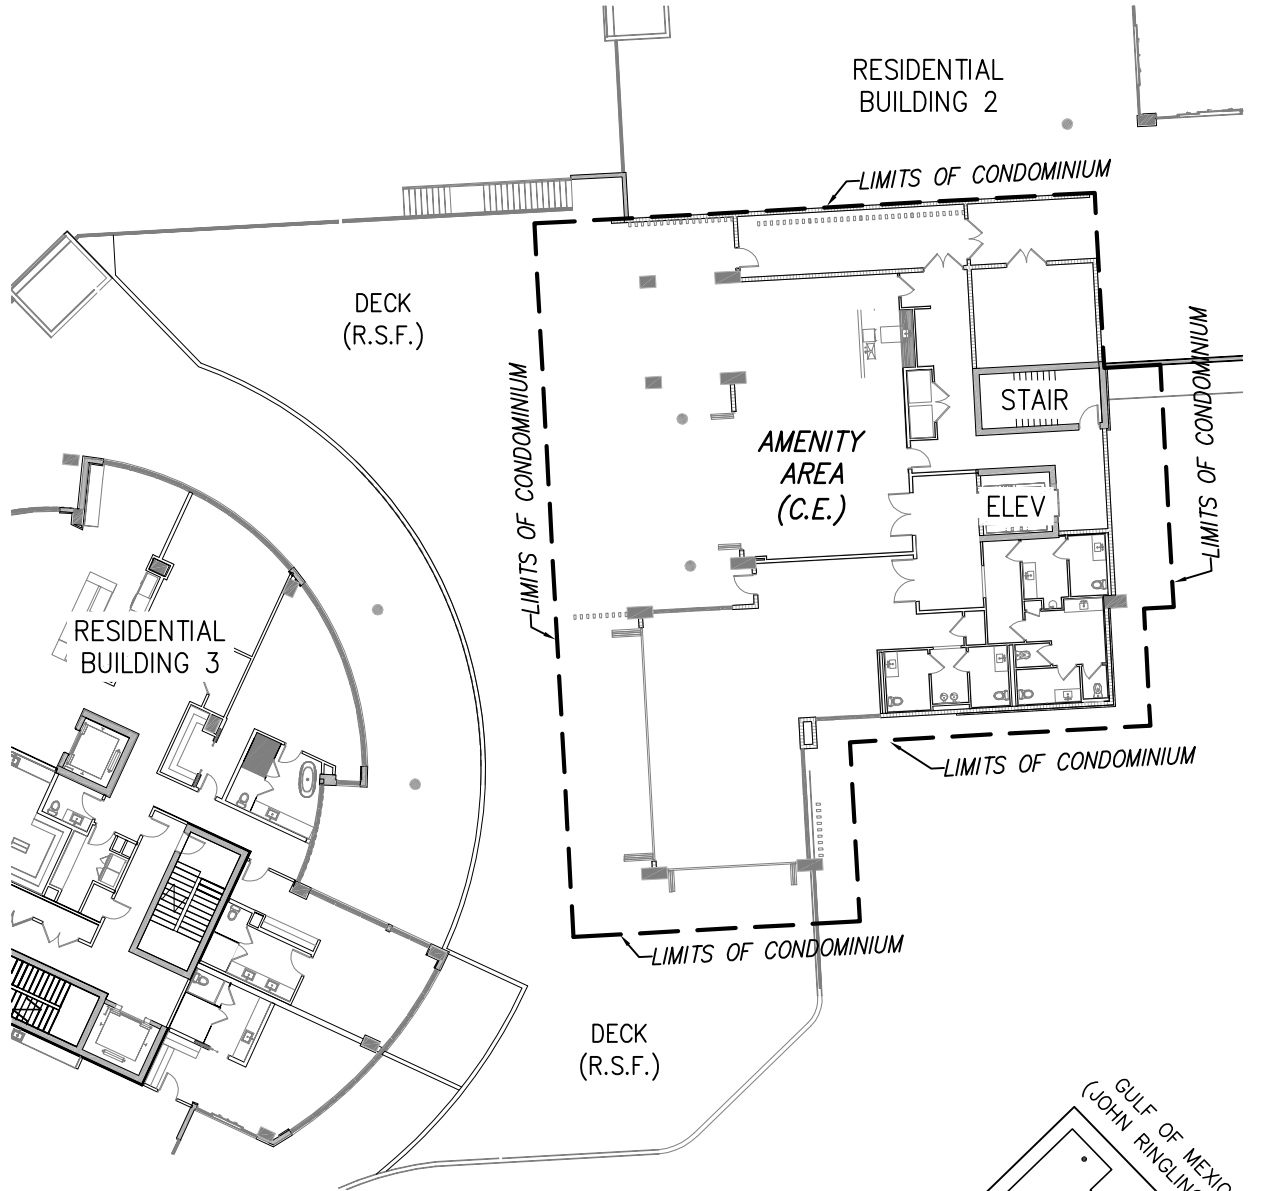 RESIDENTIAL
BUILDING 2
LIMITS OF CONDOMINIUM
DECK
(R.S.F.)
LIMITS OF CONDOMINIUM
LIMITS OF CONDOMINIUM
STAIR
AMENITY
AREA
(C.E.)
ELEV
RESIDENTIAL
BUILDING 3
LIMITS OF CONDOMINIUM
LIMITS OF CONDOMINIUM
DECK
(R.S.F.)
GULF OF MEXIC
(JOHN RINGLING